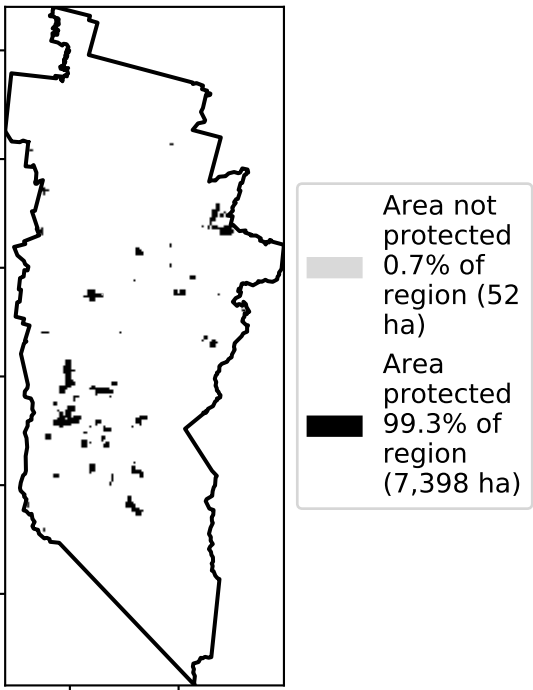 Area not
protected
0.7% of
region (52
ha)
Area
protected
99.3% of
region
(7,398 ha)